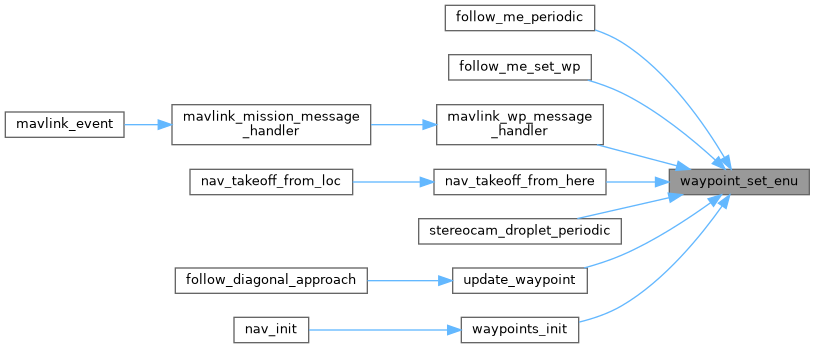 follow_me_periodic
follow_me_set_wp
mavlink_event
mavlink_mission_message
_handler
mavlink_wp_message
_handler
nav_takeoff_from_loc
nav_takeoff_from_here
waypoint_set_enu
stereocam_droplet_periodic
follow_diagonal_approach
update_waypoint
nav_init
waypoints_init